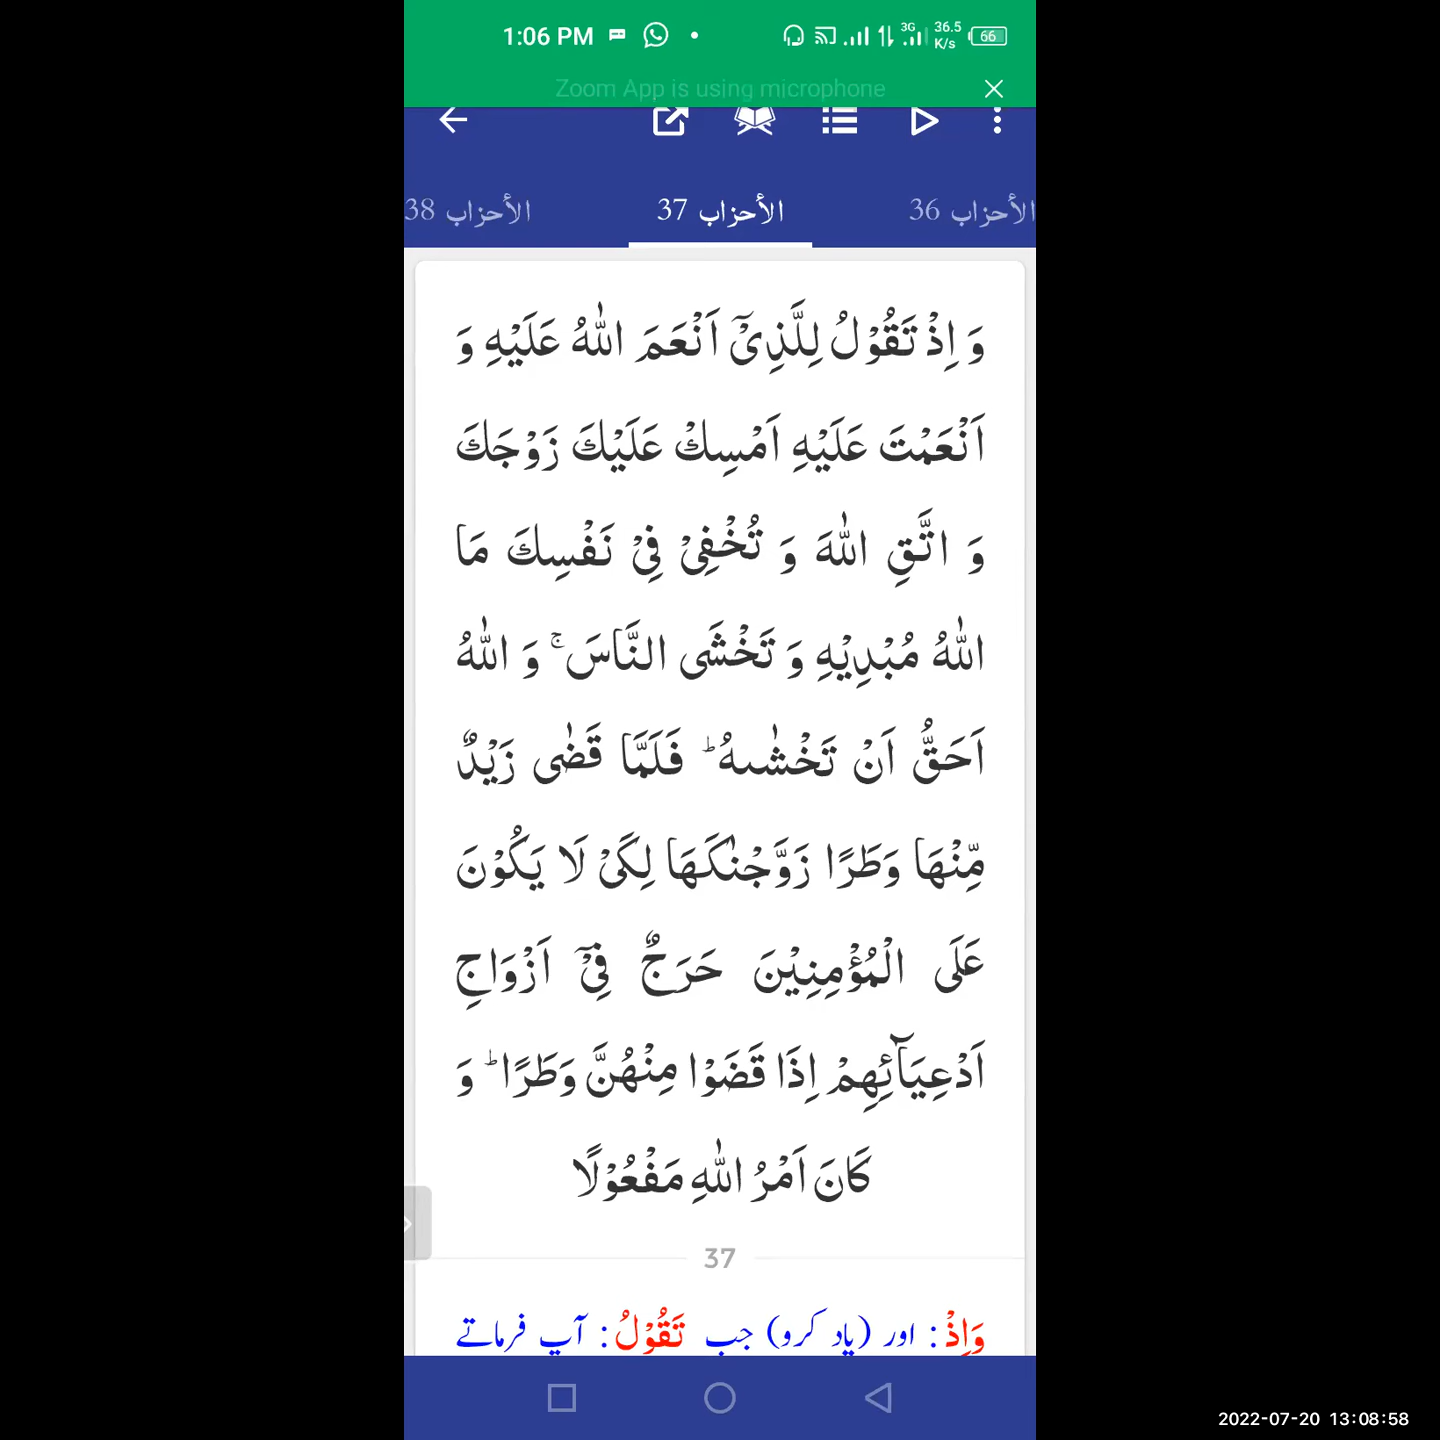 1:06 PM
3G 36.5 K/s 66
Zoom App is using microphone
الأحزاب 38 الأحزاب 37 الأحزاب 36
وَ اِذْ تَقُوْلُ لِلَّذِیْۤ اَنْعَمَ اللّٰهُ عَلَیْهِ وَ
اَنْعَمْتَ عَلَیْهِ اَمْسِكْ عَلَیْكَ زَوْجَكَ
وَ اتَّقِ اللّٰهَ وَ تُخْفِیْ فِیْ نَفْسِكَ مَا
اللّٰهُ مُبْدِیْهِ وَ تَخْشَی النَّاسَ ۚ وَ اللّٰهُ
اَحَقُّ اَنْ تَخْشٰىهُ ؕ فَلَمَّا قَضٰی زَیْدٌ
مِّنْهَا وَطَرًا زَوَّجْنٰكَهَا لِكَیْ لَا یَكُوْنَ
عَلَی الْمُؤْمِنِیْنَ حَرَجٌ فِیْۤ اَزْوَاجِ
اَدْعِیَآئِهِمْ اِذَا قَضَوْا مِنْهُنَّ وَطَرًا ؕ وَ
كَانَ اَمْرُ اللّٰهِ مَفْعُوْلًا
37
وَاِذْ : اور (یاد کرو) جب تَقُوْلُ : آپ فرماتے
2022-07-20 13:08:58